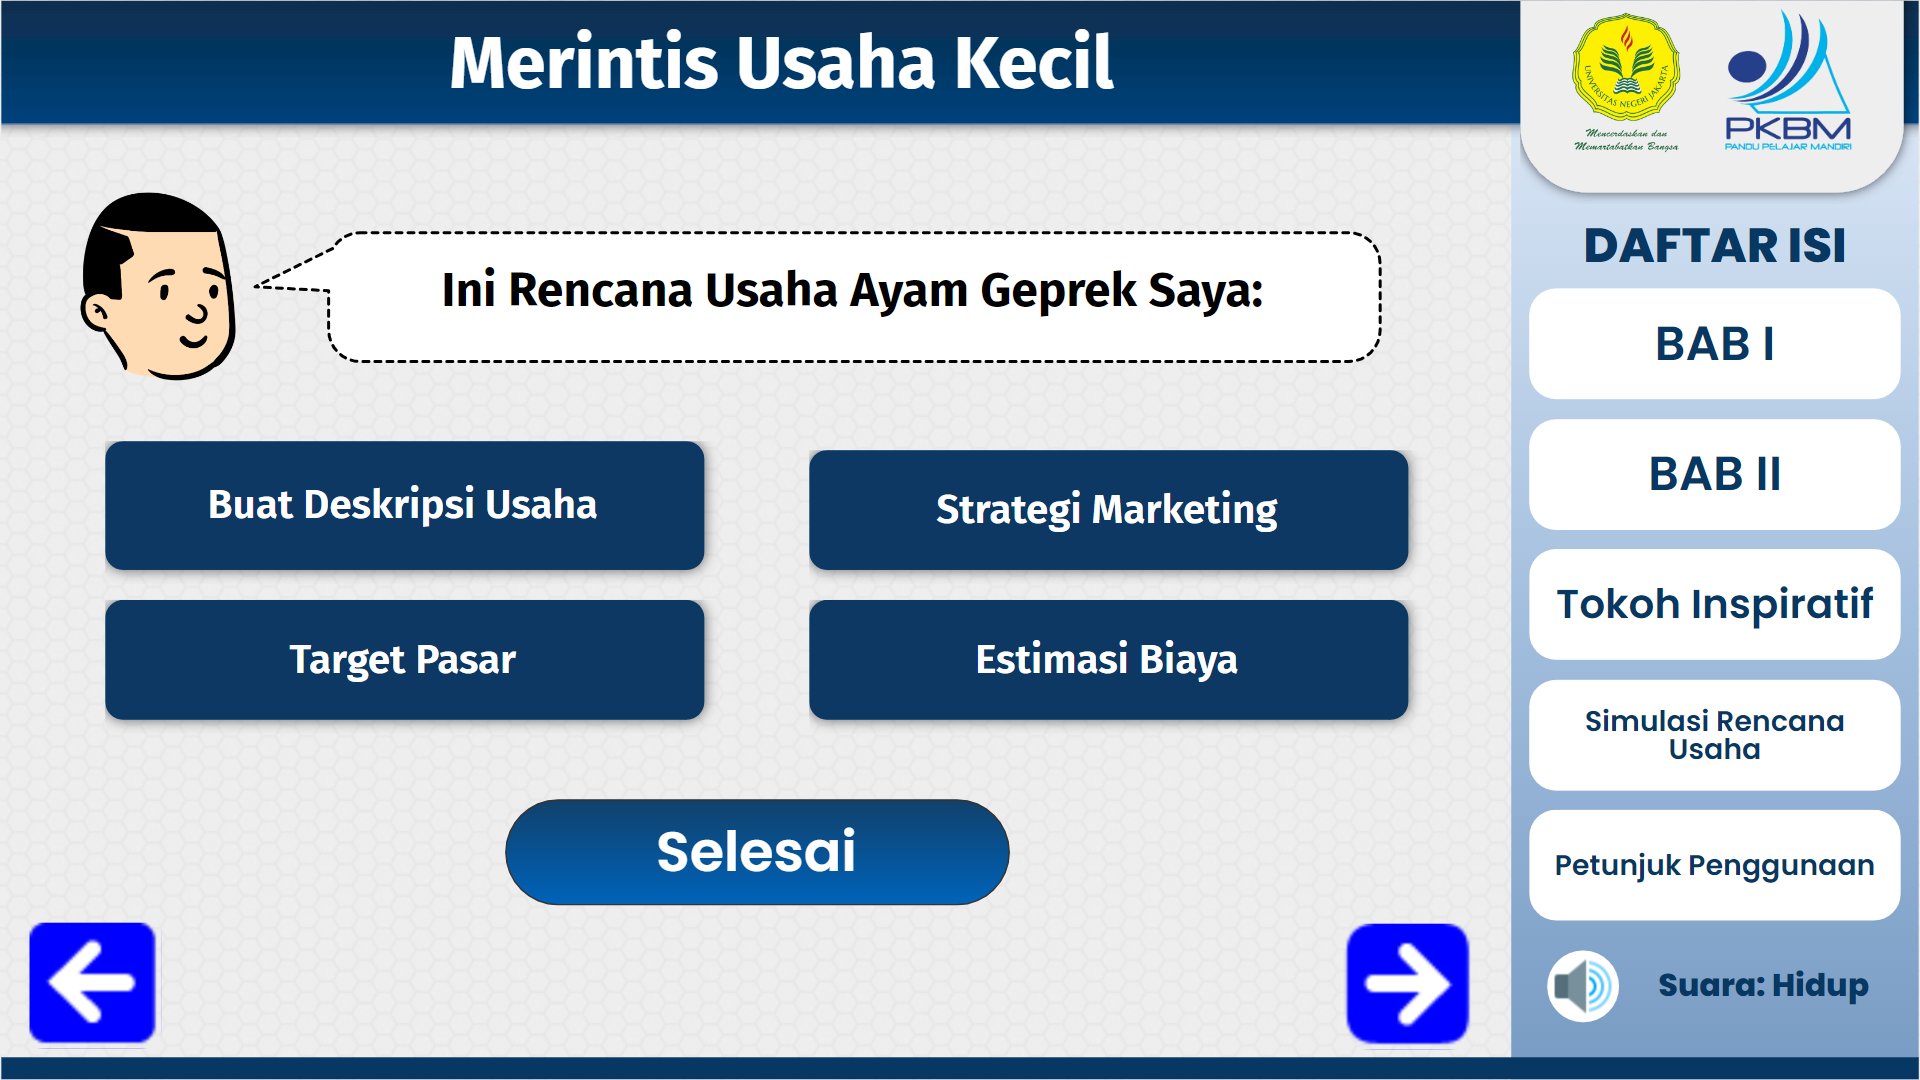 Merintis Usaha Kecil
UNIVERSITAS NEGERI JAKARTA
Mencerdaskan dan
Memartabatkan Bangsa
PKBM
PANDU PELAJAR MANDIRI
Ini Rencana Usaha Ayam Geprek Saya:
Buat Deskripsi Usaha
Strategi Marketing
Target Pasar
Estimasi Biaya
Selesai
DAFTAR ISI
BAB I
BAB II
Tokoh Inspiratif
Simulasi Rencana
Usaha
Petunjuk Penggunaan
Suara: Hidup